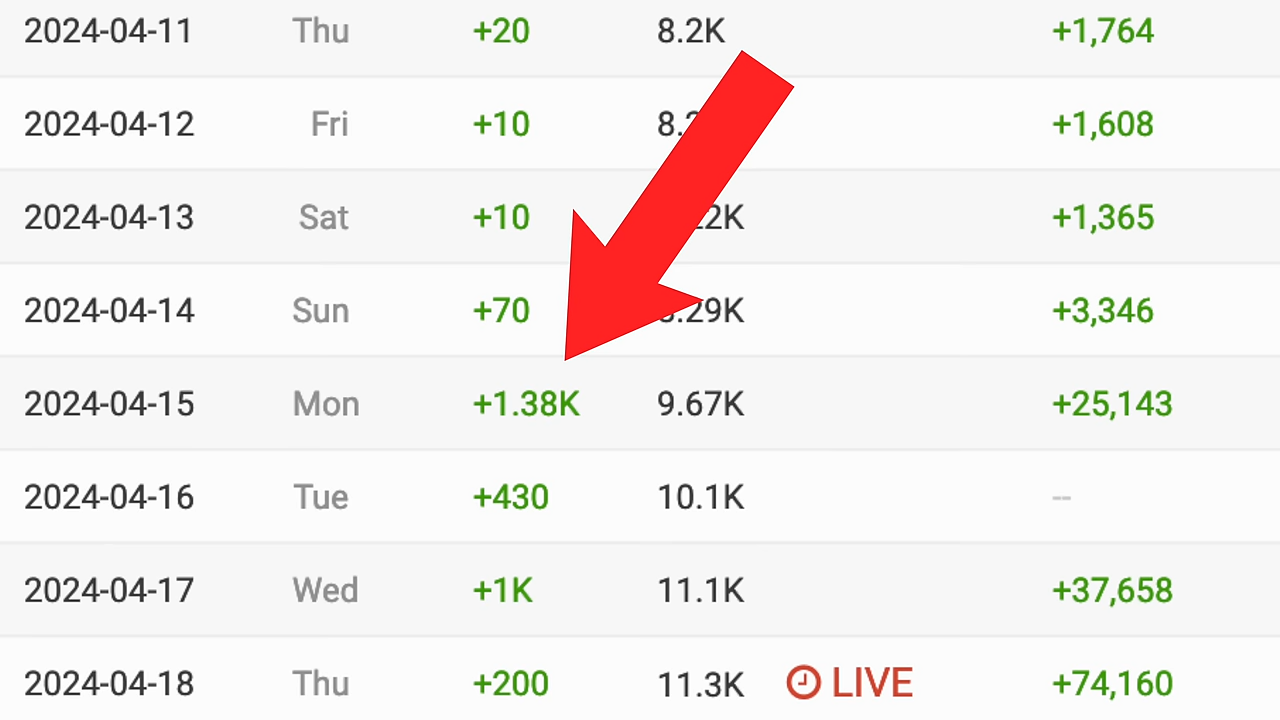 2024-04-11 Thu +20 8.2K +1,764
2024-04-12 Fri +10 +1,608
2024-04-13 Sat +10 +1,365
2024-04-14 Sun +70 +3,346
2024-04-15 Mon +1.38K 9.67K +25,143
2024-04-16 Tue +430 10.1K --
2024-04-17 Wed +1K 11.1K +37,658
2024-04-18 Thu +200 11.3K LIVE +74,160